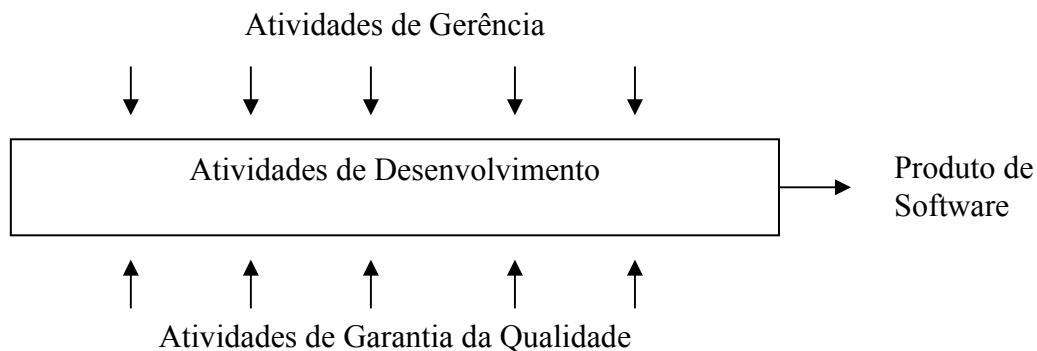 Atividades de Gerência
Atividades de Desenvolvimento
Produto de
Software
Atividades de Garantia da Qualidade